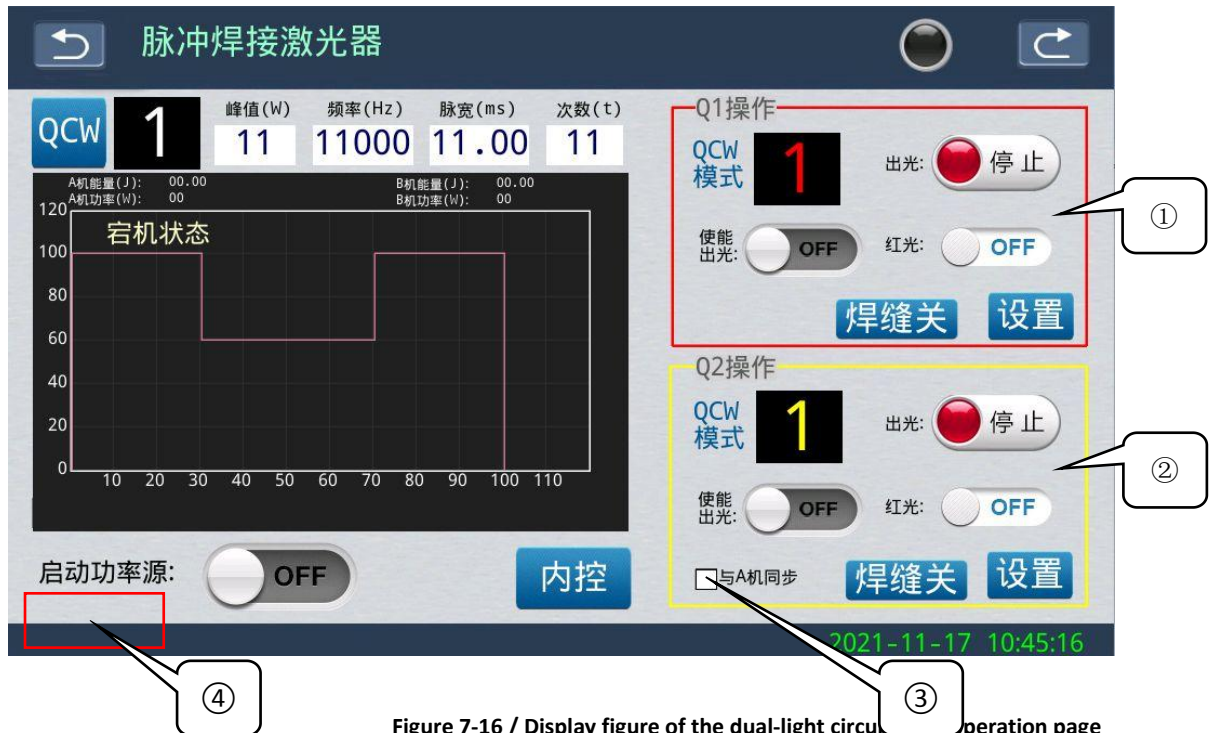 脉冲焊接激光器
QCW 1
峰值(W) 频率(Hz) 脉宽(ms) 次数(t)
11 11000 11.00 11
A机能量(J): 00.00 B机能量(J): 00.00
A机功率(W): 00 B机功率(W): 00
宕机状态
120
100
80
60
40
20
0
10 20 30 40 50 60 70 80 90 100 110
启动功率源: OFF 内控
Q1操作
QCW
模式 1 出光: 停止
①
使能
出光: OFF 红光: OFF
焊缝关 设置
Q2操作
QCW
模式 1 出光: 停止
②
使能
出光: OFF 红光: OFF
与A机同步 焊缝关 设置
2021-11-17 10:45:16
④ ③
Figure 7-16 / Display figure of the dual-light page